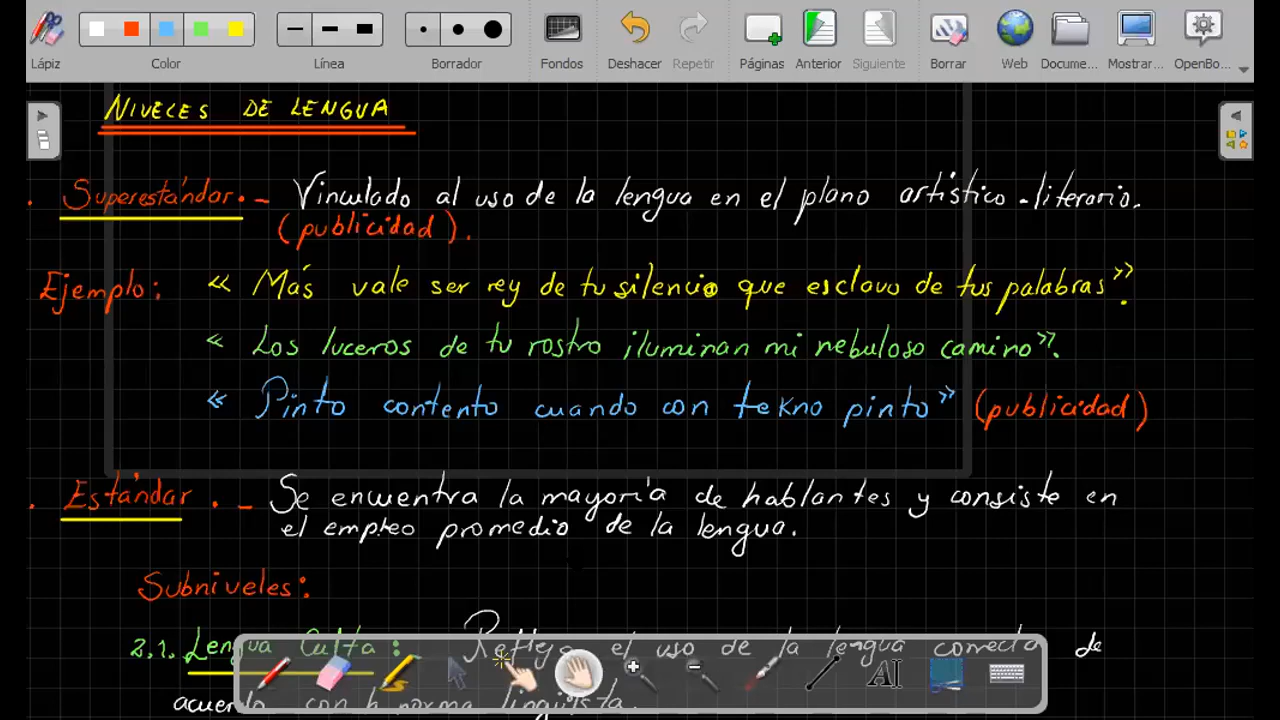 Lápiz Color Línea Borrador Fondos Deshacer Repetir Páginas Anterior Siguiente Borrar Web Docume... Mostrar... OpenBo...
NIVELES DE LENGUA
. Superestándar.- Vinculado al uso de la lengua en el plano artístico-literario.
(publicidad).
Ejemplo: « Más vale ser rey de tu silencio que esclavo de tus palabras».
« Los luceros de tu rostro iluminan mi nebuloso camino».
« Pinto contento cuando con tekno pinto» (publicidad)
. Estándar.- Se encuentra la mayoría de hablantes y consiste en
el empleo promedio de la lengua.
Subniveles:
2.1. Lengua Culta: Refleja el uso de la lengua correcta de
acuerdo con norma